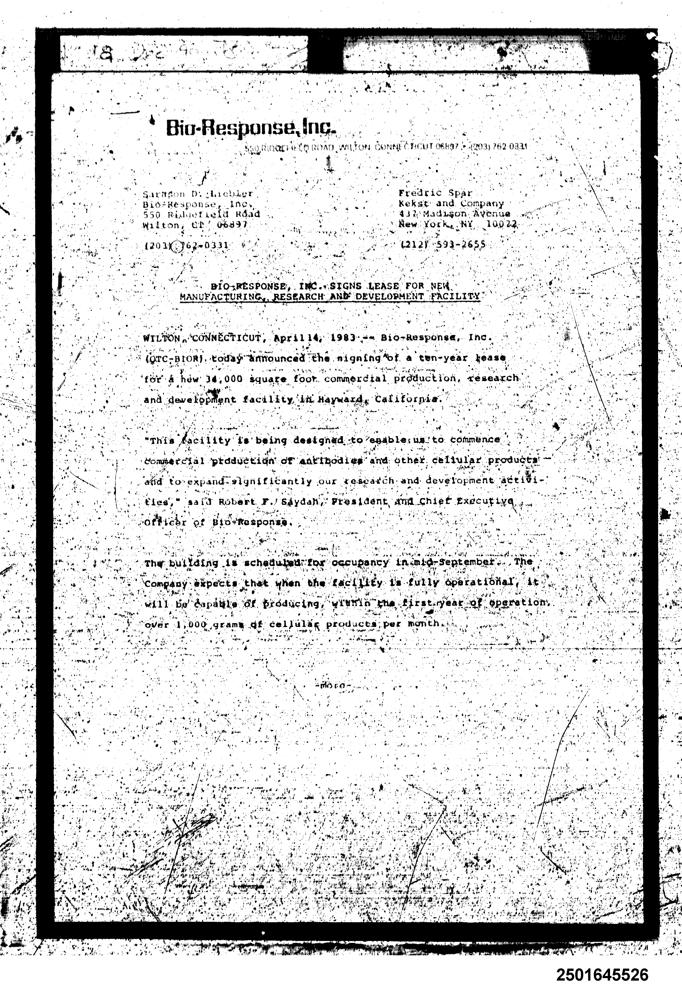 Bio-Response, Inc.
550 RIDGEFIELD ROAD, WILTON, CONNECTICUT 06897 • (203) 762-0331
Bio-Response, Inc.
550 Ridgefield Road
Wilton, CT 06897
(203) 762-0331
Fredric Spar
Kekst and Company
437 Madison Avenue
New York, NY 10022
(212) 593-2655
BIO-RESPONSE, INC. SIGNS LEASE FOR NEW
MANUFACTURING, RESEARCH AND DEVELOPMENT FACILITY
WILTON, CONNECTICUT, April 14, 1983 -- Bio-Response, Inc.
(OTC-BIOR) today announced the signing of a ten-year lease
for a new 34,000 square foot commercial production, research
and development facility in Hayward, California.
"This facility is being designed to enable us to commence
commercial production of antibodies and other cellular products
and to expand significantly our research and development activi-
ties," said Robert F. Saydah, President and Chief Executive
Officer of Bio-Response.
The building is scheduled for occupancy in mid-September. The
Company expects that when the facility is fully operational, it
will be capable of producing, within the first year of operation,
over 1,000 grams of cellular products per month.
-more-
2501645526